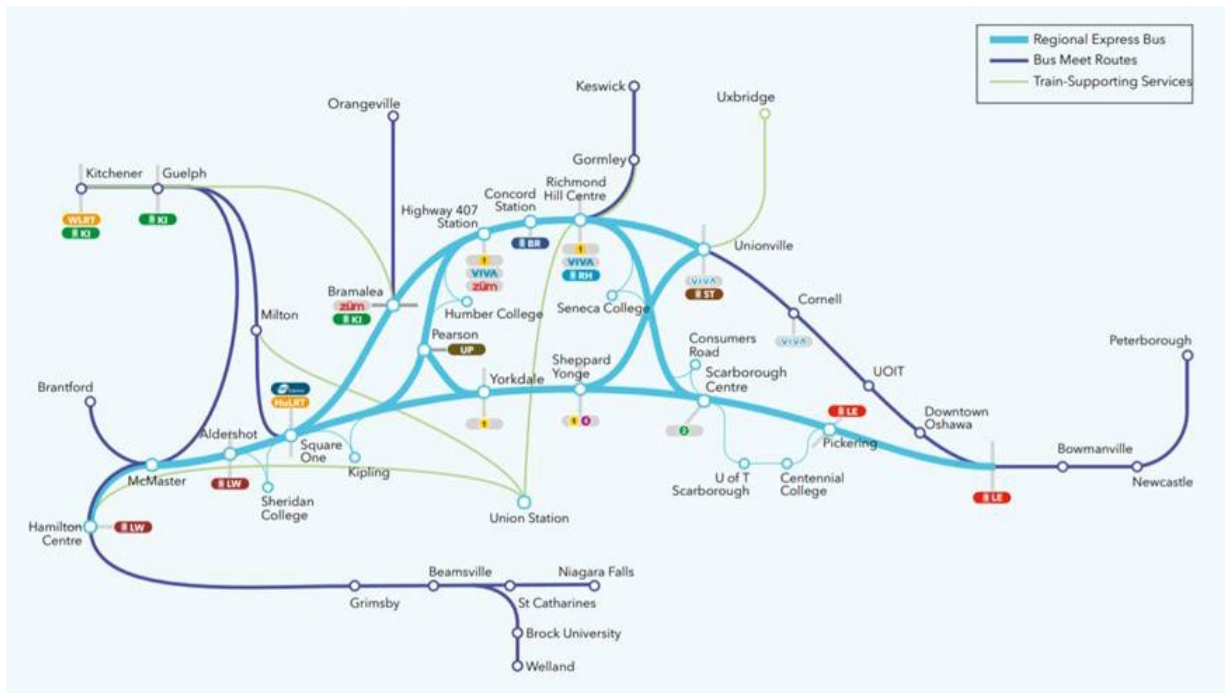 Regional Express Bus
Bus Meet Routes
Train-Supporting Services
Keswick
Uxbridge
Orangeville
Gormley
Kitchener
Guelph
Richmond
Hill Centre
Concord
Station
Highway 407
Station
WLRT
KI
KI
BR
1
VIVA
züm
1
VIVA
RH
Unionville
VIVA
ST
Bramalea
züm
KI
Humber College
Seneca College
Cornell
VIVA
Milton
Pearson
UP
Consumers
Road
Peterborough
Sheppard
Yonge
Scarborough
Centre
UOIT
Brantford
Yorkdale
HuLRT
1
1
4
2
LE
Pickering
Downtown
Oshawa
Aldershot
Square
One
Kipling
McMaster
LW
Sheridan
College
U of T
Scarborough
Centennial
College
Bowmanville
Newcastle
LE
Union Station
Hamilton
Centre
LW
Beamsville
Niagara Falls
Grimsby
St Catharines
Brock University
Welland